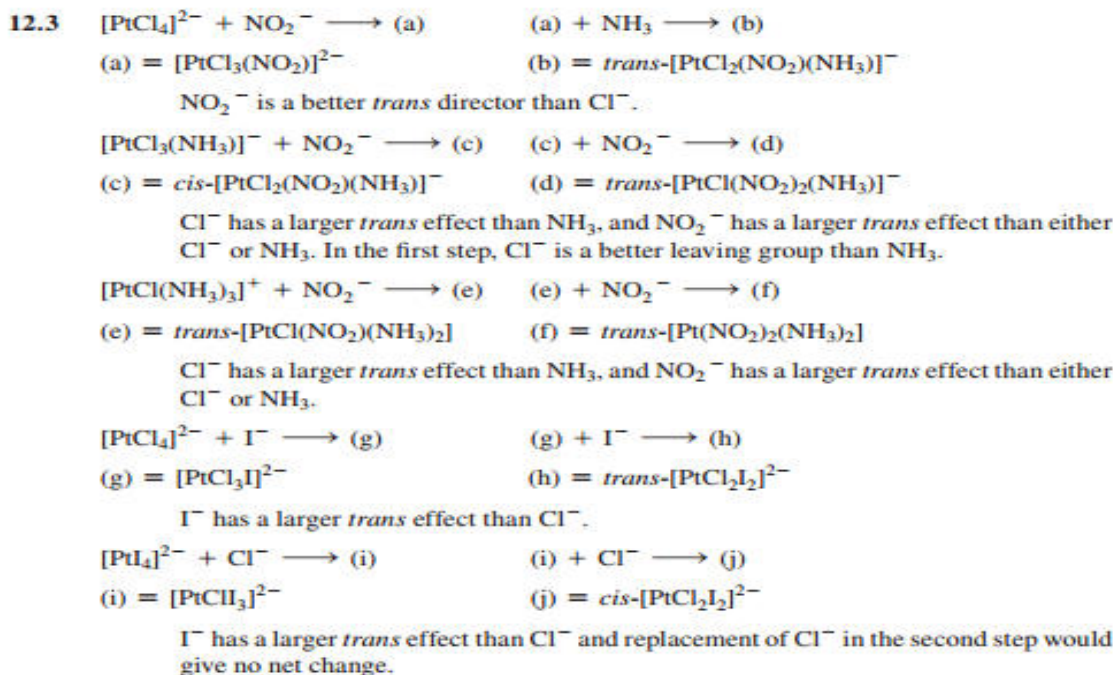 12.3 [PtCl₄]²⁻ + NO₂⁻ ⟶ (a) (a) + NH₃ ⟶ (b)
(a) = [PtCl₃(NO₂)]²⁻ (b) = trans-[PtCl₂(NO₂)(NH₃)]⁻
NO₂⁻ is a better trans director than Cl⁻.
[PtCl₃(NH₃)]⁻ + NO₂⁻ ⟶ (c) (c) + NO₂⁻ ⟶ (d)
(c) = cis-[PtCl₂(NO₂)(NH₃)]⁻ (d) = trans-[PtCl(NO₂)₂(NH₃)]⁻
Cl⁻ has a larger trans effect than NH₃, and NO₂⁻ has a larger trans effect than either
Cl⁻ or NH₃. In the first step, Cl⁻ is a better leaving group than NH₃.
[PtCl(NH₃)₃]⁺ + NO₂⁻ ⟶ (e) (e) + NO₂⁻ ⟶ (f)
(e) = trans-[PtCl(NO₂)(NH₃)₂] (f) = trans-[Pt(NO₂)₂(NH₃)₂]
Cl⁻ has a larger trans effect than NH₃, and NO₂⁻ has a larger trans effect than either
Cl⁻ or NH₃.
[PtCl₄]²⁻ + I⁻ ⟶ (g) (g) + I⁻ ⟶ (h)
(g) = [PtCl₃I]²⁻ (h) = trans-[PtCl₂I₂]²⁻
I⁻ has a larger trans effect than Cl⁻.
[PtI₄]²⁻ + Cl⁻ ⟶ (i) (i) + Cl⁻ ⟶ (j)
(i) = [PtClI₃]²⁻ (j) = cis-[PtCl₂I₂]²⁻
I⁻ has a larger trans effect than Cl⁻ and replacement of Cl⁻ in the second step would
give no net change.